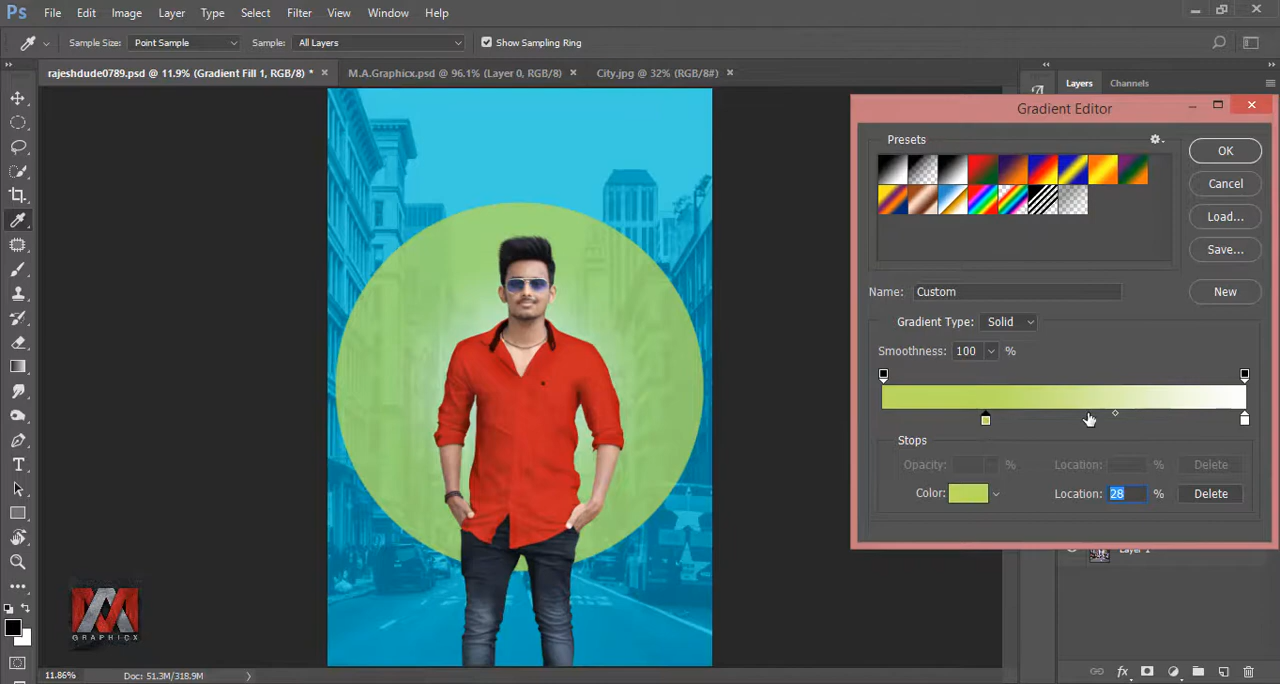 Ps File Edit Image Layer Type Select Filter View Window Help
Sample Size: Point Sample Sample: All Layers Show Sampling Ring
rajeshdude0789.psd @ 11.9% (Gradient Fill 1, RGB/8) * M.A.Graphicx.psd @ 96.1% (Layer 0, RGB/8) City.jpg @ 32% (RGB/8#)
Layers Channels
Gradient Editor
Presets
OK
Cancel
Load...
Save...
Name: Custom New
Gradient Type: Solid
Smoothness: 100 %
Stops
Opacity: % Location: % Delete
Color: Location: 28 % Delete
Layer 1
MA
GRAPHICX
11.86% Doc: 51.3M/318.9M